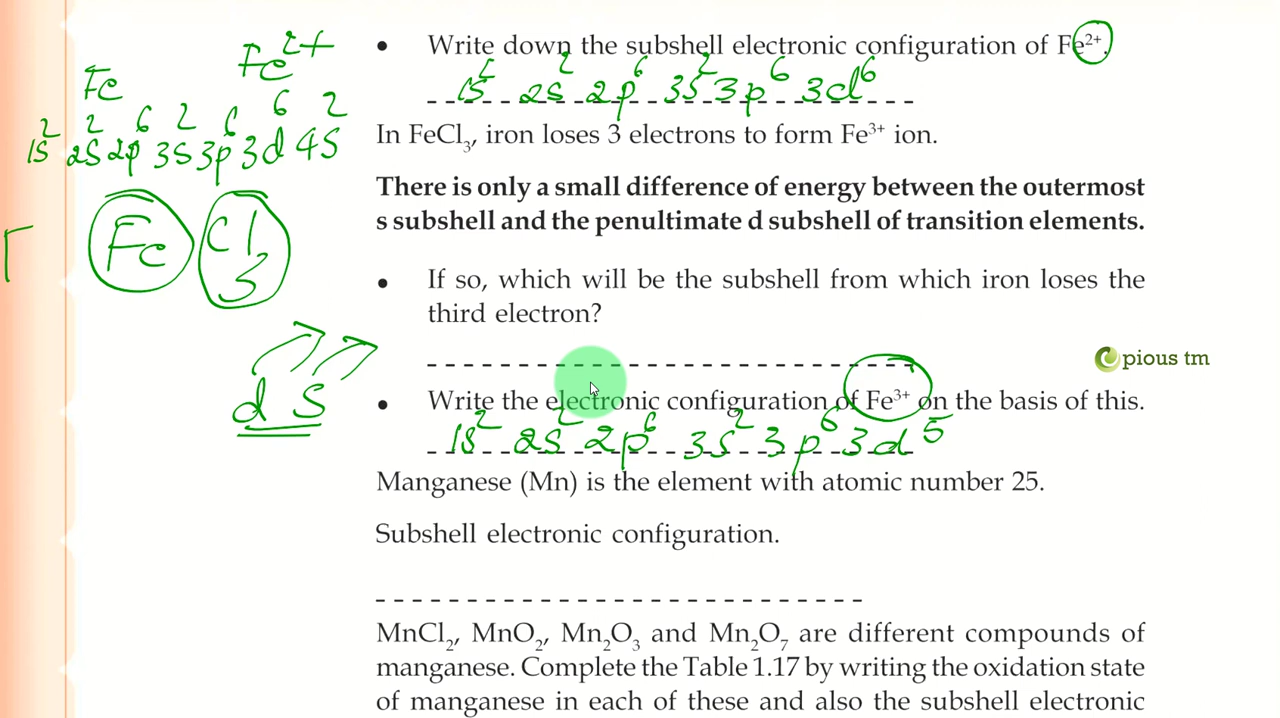 • Write down the subshell electronic configuration of Fe²⁺.
1s² 2s² 2p⁶ 3s² 3p⁶ 3d⁶
Fe Fe²⁺
1s² 2s² 2p⁶ 3s² 3p⁶ 3d⁶ 4s²
In FeCl₃, iron loses 3 electrons to form Fe³⁺ ion.
There is only a small difference of energy between the outermost
s subshell and the penultimate d subshell of transition elements.
Fe Cl₃
• If so, which will be the subshell from which iron loses the
third electron?
pious tm
d s
• Write the electronic configuration of Fe³⁺ on the basis of this.
1s² 2s² 2p⁶ 3s² 3p⁶ 3d⁵
Manganese (Mn) is the element with atomic number 25.
Subshell electronic configuration.
MnCl₂, MnO₂, Mn₂O₃ and Mn₂O₇ are different compounds of
manganese. Complete the Table 1.17 by writing the oxidation state
of manganese in each of these and also the subshell electronic